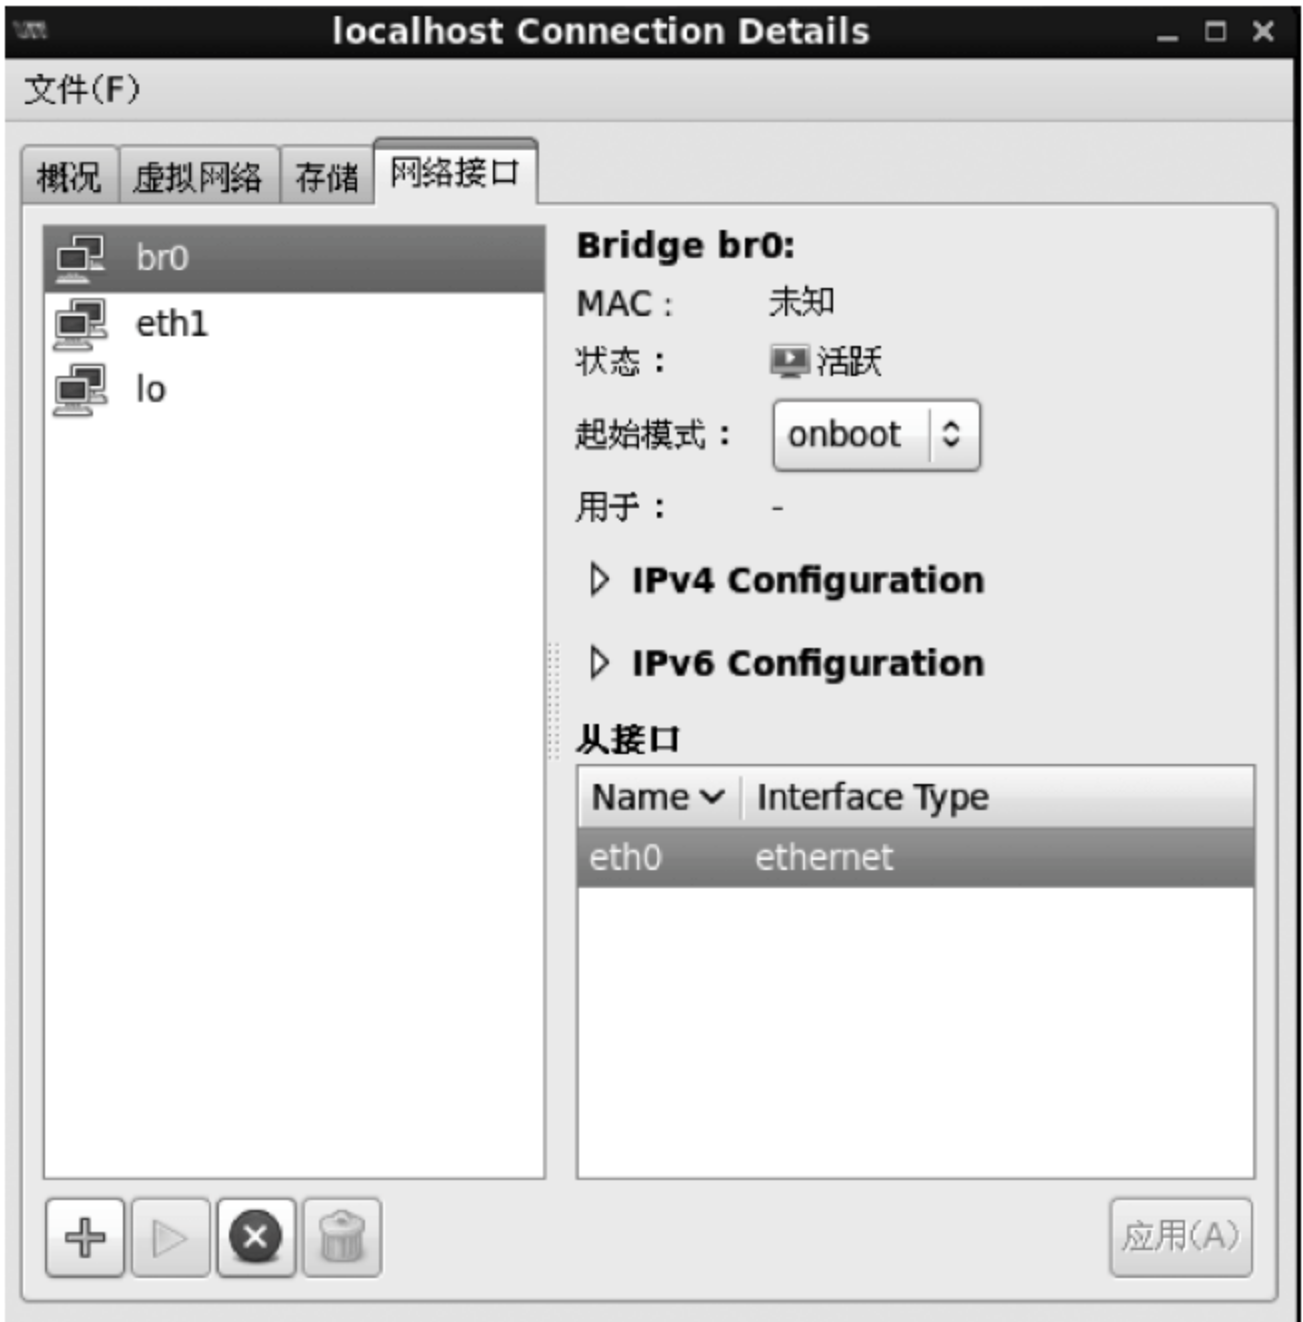 localhost Connection Details
文件(F)
概况 虚拟网络 存储 网络接口
br0
eth1
lo
Bridge br0:
MAC： 未知
状态： 活跃
起始模式： onboot
用于： -
IPv4 Configuration
IPv6 Configuration
从接口
Name Interface Type
eth0 ethernet
应用(A)